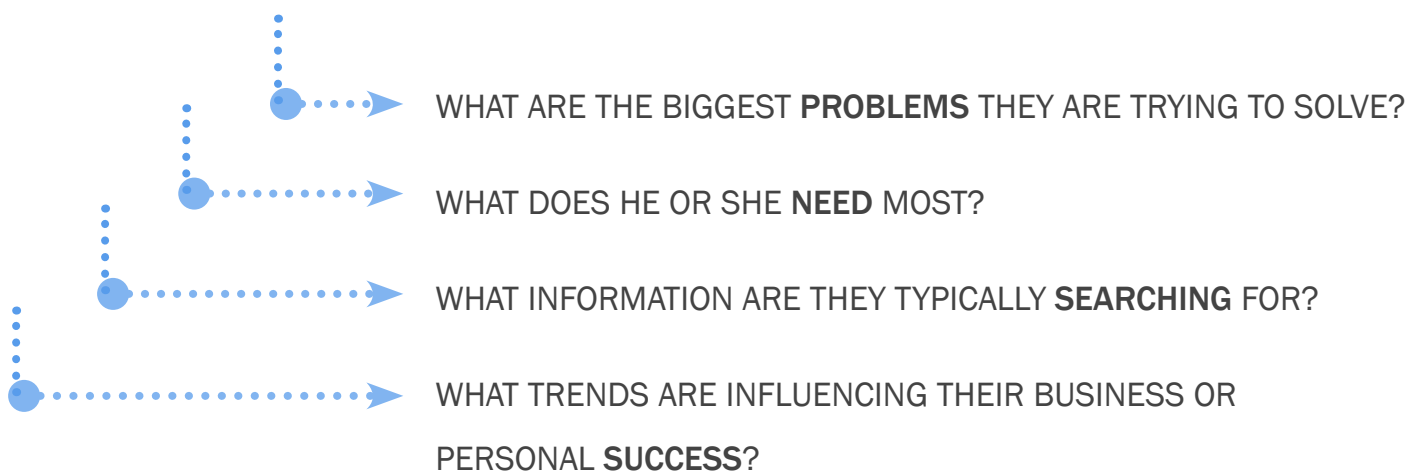 WHAT ARE THE BIGGEST PROBLEMS THEY ARE TRYING TO SOLVE?
WHAT DOES HE OR SHE NEED MOST?
WHAT INFORMATION ARE THEY TYPICALLY SEARCHING FOR?
WHAT TRENDS ARE INFLUENCING THEIR BUSINESS OR
PERSONAL SUCCESS?